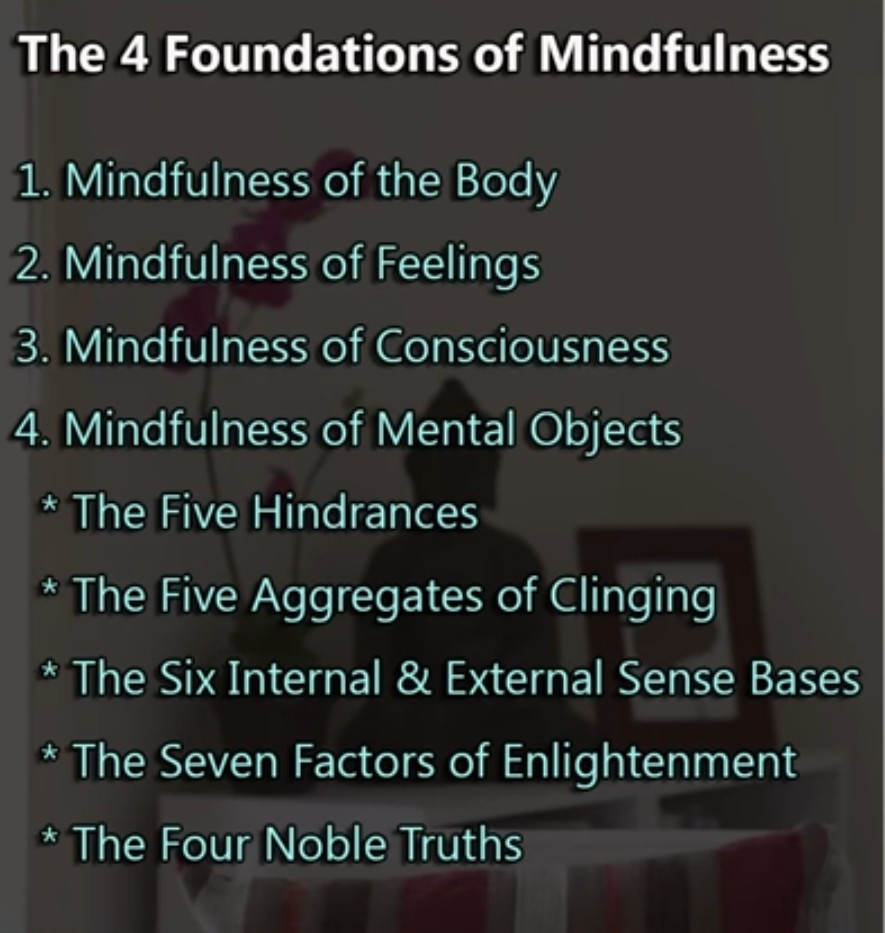 The 4 Foundations of Mindfulness
1. Mindfulness of the Body
2. Mindfulness of Feelings
3. Mindfulness of Consciousness
4. Mindfulness of Mental Objects
* The Five Hindrances
* The Five Aggregates of Clinging
* The Six Internal & External Sense Bases
* The Seven Factors of Enlightenment
* The Four Noble Truths